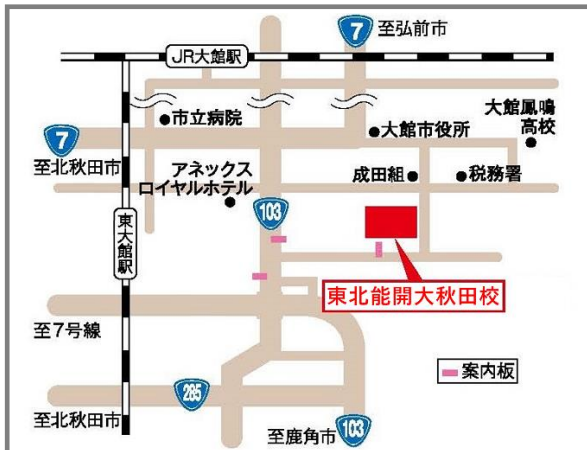 7
至弘前市
JR大館駅
市立病院
大館市役所
大館鳳鳴
高校
7
至北秋田市
アネックス
ロイヤルホテル
成田組
税務署
103
東大館駅
東北能開大秋田校
至7号線
案内板
285
至北秋田市
至鹿角市
103